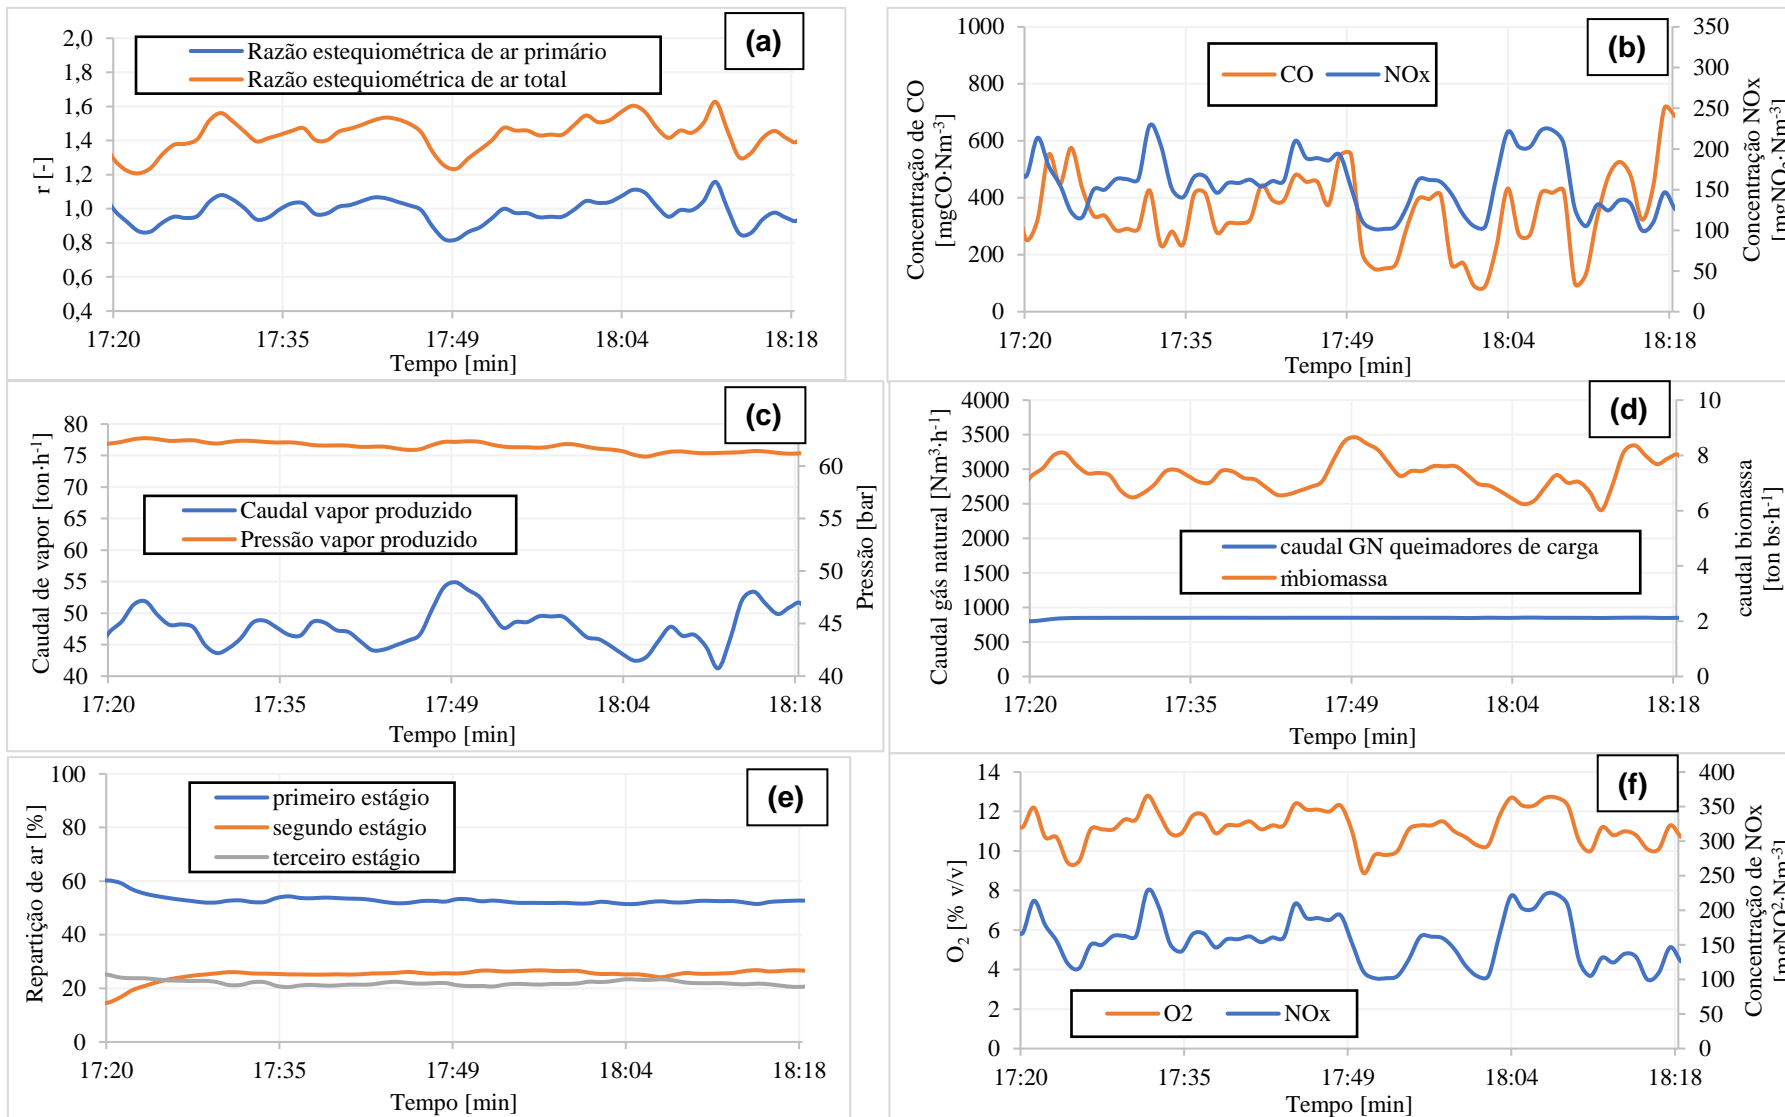 (a)
2,0
1,8
1,6
1,4
1,2
1,0
0,8
0,6
0,4
r [-]
Razão estequiométrica de ar primário
Razão estequiométrica de ar total
17:20 17:35 17:49 18:04 18:18
Tempo [min]
(b)
1000
800
600
400
200
0
Concentração de CO
[mgCO·Nm-3]
CO NOx
350
300
250
200
150
100
50
0
Concentração NOx
[mgNO₂·Nm-3]
17:20 17:35 17:49 18:04 18:18
Tempo [min]
(c)
80
75
70
65
60
55
50
45
40
Caudal de vapor [ton·h-1]
Caudal vapor produzido
Pressão vapor produzido
60
55
50
45
40
Pressão [bar]
17:20 17:35 17:49 18:04 18:18
Tempo [min]
(d)
4000
3500
3000
2500
2000
1500
1000
500
0
Caudal gás natural [Nm³·h-1]
caudal GN queimadores de carga
ṁbiomassa
10
8
6
4
2
0
caudal biomassa
[ton bs·h-1]
17:20 17:35 17:49 18:04 18:18
Tempo [min]
(e)
100
80
60
40
20
0
Repartição de ar [%]
primeiro estágio
segundo estágio
terceiro estágio
17:20 17:35 17:49 18:04 18:18
Tempo [min]
(f)
14
12
10
8
6
4
2
0
O₂ [% v/v]
O2 NOx
400
350
300
250
200
150
100
50
0
Concentração de NOx
[mgNO²·Nm-3]
17:20 17:35 17:49 18:04 18:18
Tempo [min]